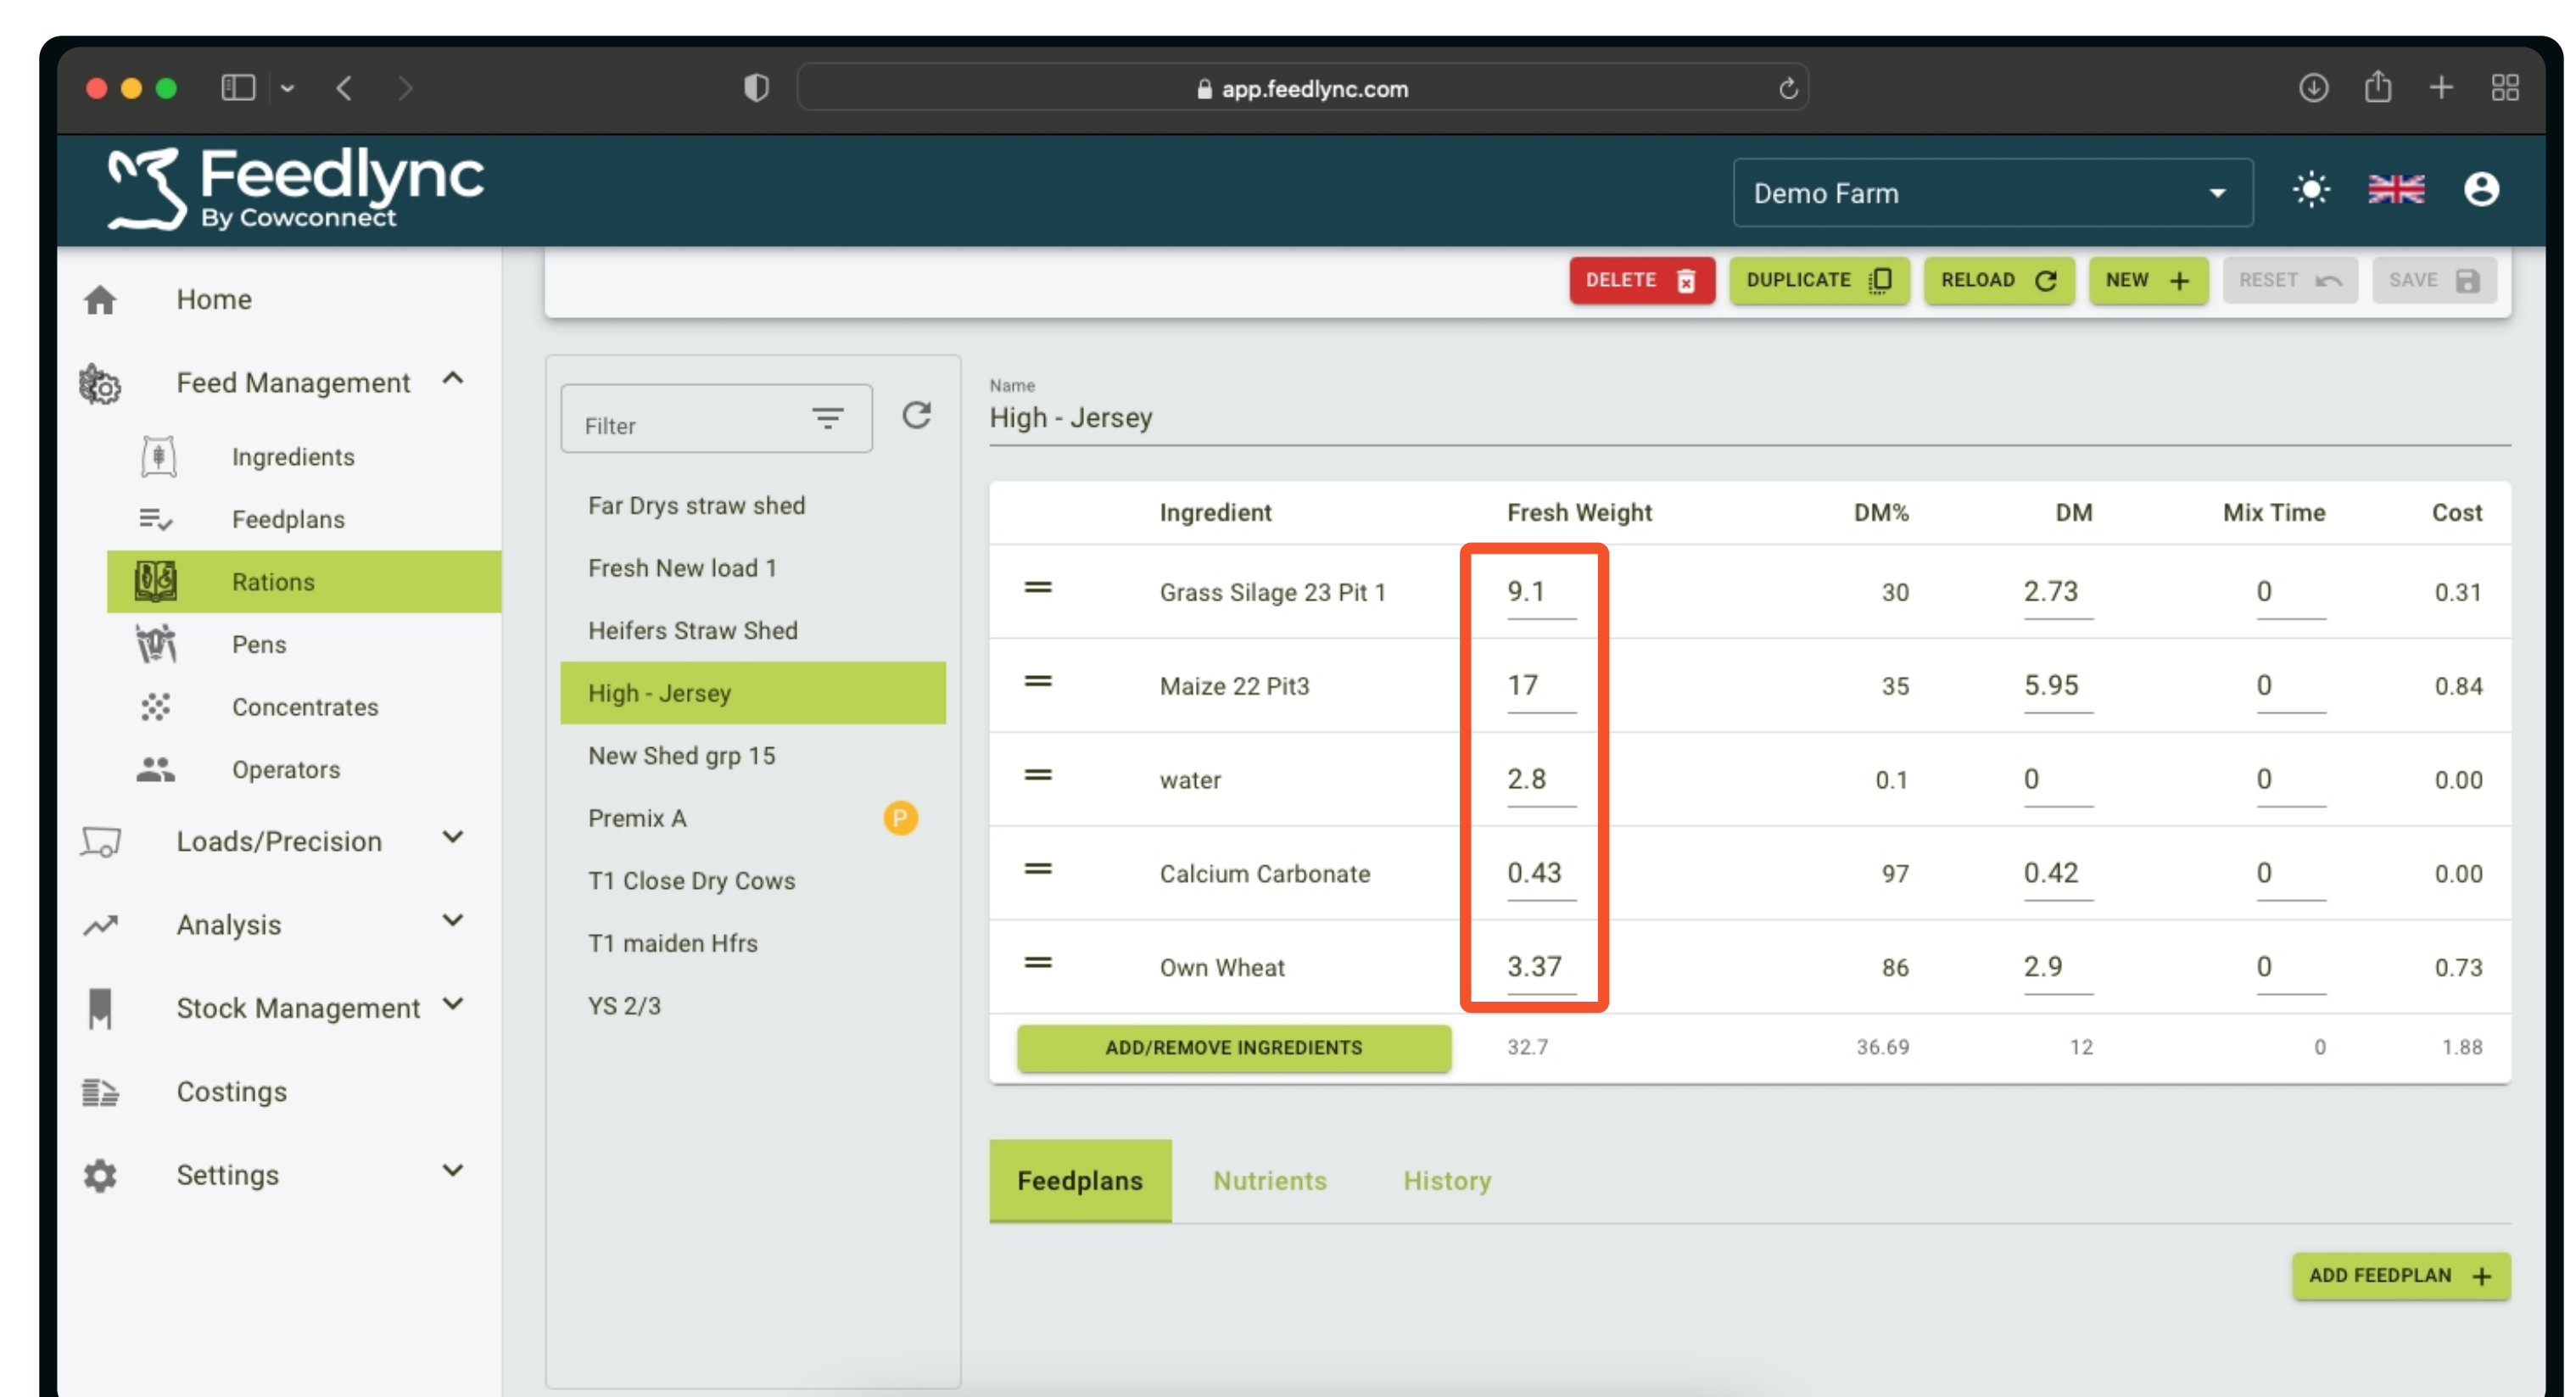 app.feedlync.com
Feedlync
By Cowconnect
Demo Farm
DELETE DUPLICATE RELOAD NEW + RESET SAVE
Home
Feed Management
Ingredients
Feedplans
Rations
Pens
Concentrates
Operators
Loads/Precision
Analysis
Stock Management
Costings
Settings
Filter
Far Drys straw shed
Fresh New load 1
Heifers Straw Shed
High - Jersey
New Shed grp 15
Premix A P
T1 Close Dry Cows
T1 maiden Hfrs
YS 2/3
Name
High - Jersey
Ingredient Fresh Weight DM% DM Mix Time Cost
Grass Silage 23 Pit 1 9.1 30 2.73 0 0.31
Maize 22 Pit3 17 35 5.95 0 0.84
water 2.8 0.1 0 0 0.00
Calcium Carbonate 0.43 97 0.42 0 0.00
Own Wheat 3.37 86 2.9 0 0.73
ADD/REMOVE INGREDIENTS 32.7 36.69 12 0 1.88
Feedplans Nutrients History
ADD FEEDPLAN +